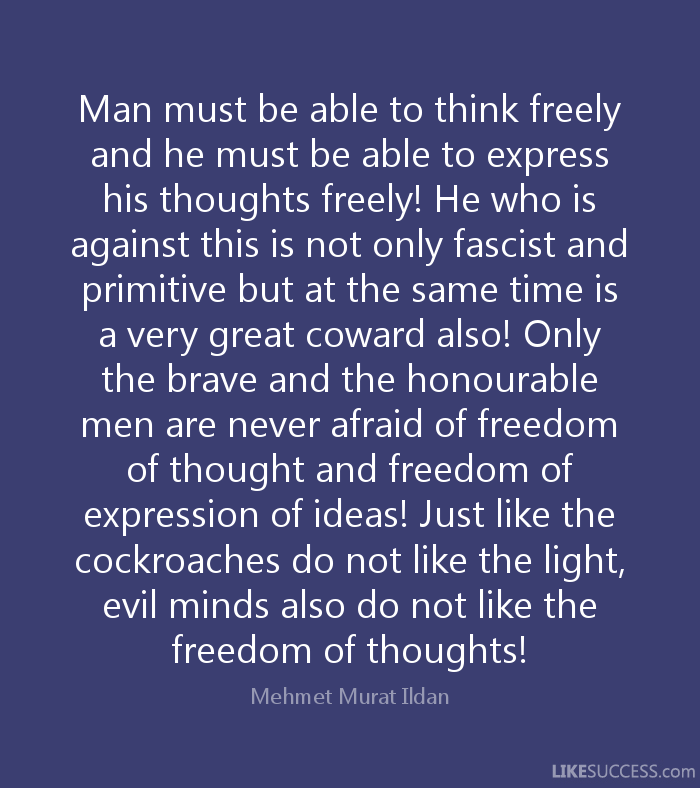 Man must be able to think freely
and he must be able to express
his thoughts freely! He who is
against this is not only fascist and
primitive but at the same time is
a very great coward also! Only
the brave and the honourable
men are never afraid of freedom
of thought and freedom of
expression of ideas! Just like the
cockroaches do not like the light,
evil minds also do not like the
freedom of thoughts!
Mehmet Murat Ildan
LIKESUCCESS.com